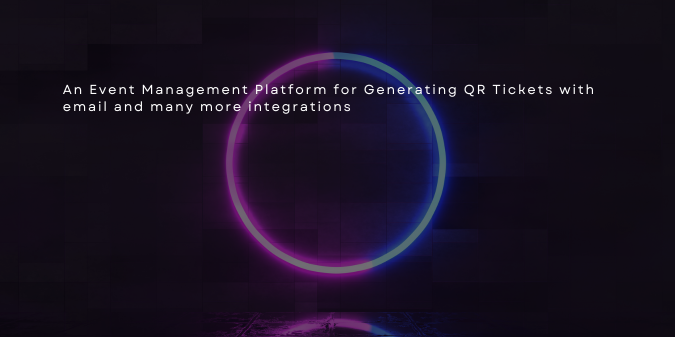 An Event Management Platform for Generating QR Tickets with
email and many more integrations